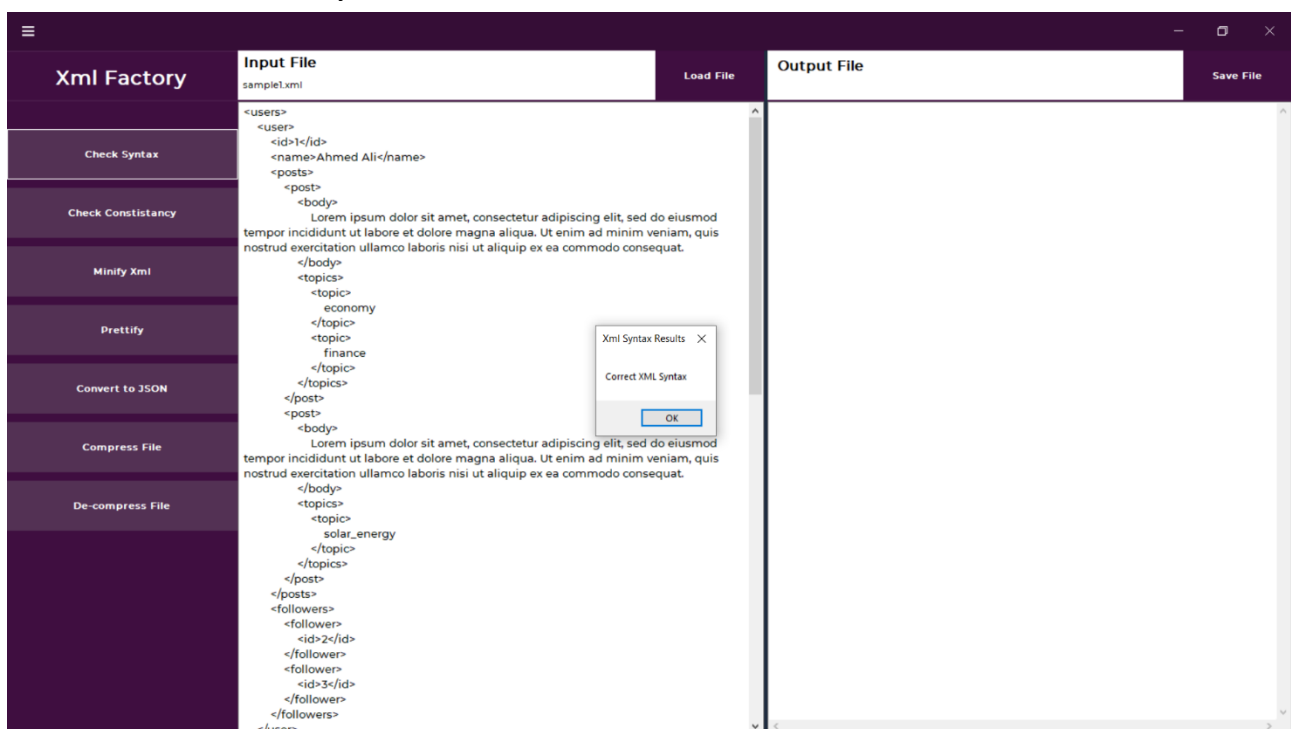 Xml Factory
Input File
sample1.xml
Load File
Output File
Save File
Check Syntax
Check Constistancy
Minify Xml
Prettify
Convert to JSON
Compress File
De-compress File
<users>
<user>
<id>1</id>
<name>Ahmed Ali</name>
<posts>
<post>
<body>
Lorem ipsum dolor sit amet, consectetur adipiscing elit, sed do eiusmod
tempor incididunt ut labore et dolore magna aliqua. Ut enim ad minim veniam, quis
nostrud exercitation ullamco laboris nisi ut aliquip ex ea commodo consequat.
</body>
<topics>
<topic>
economy
</topic>
<topic>
finance
</topic>
</topics>
</post>
<post>
<body>
Lorem ipsum dolor sit amet, consectetur adipiscing elit, sed do eiusmod
tempor incididunt ut labore et dolore magna aliqua. Ut enim ad minim veniam, quis
nostrud exercitation ullamco laboris nisi ut aliquip ex ea commodo consequat.
</body>
<topics>
<topic>
solar_energy
</topic>
</topics>
</post>
</posts>
<followers>
<follower>
<id>2</id>
</follower>
<follower>
<id>3</id>
</follower>
</followers>
</user>
Xml Syntax Results
Correct XML Syntax
OK